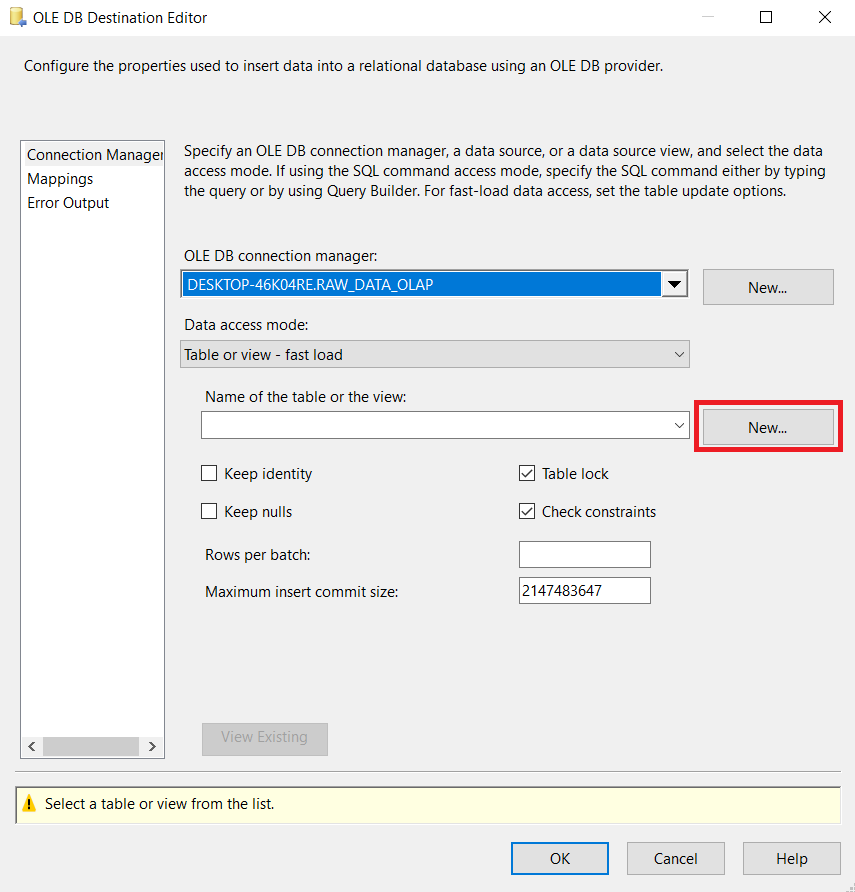 OLE DB Destination Editor
Configure the properties used to insert data into a relational database using an OLE DB provider.
Connection Manager
Mappings
Error Output
Specify an OLE DB connection manager, a data source, or a data source view, and select the data
access mode. If using the SQL command access mode, specify the SQL command either by typing
the query or by using Query Builder. For fast-load data access, set the table update options.
OLE DB connection manager:
DESKTOP-46K04RE.RAW_DATA_OLAP
New...
Data access mode:
Table or view - fast load
Name of the table or the view:
New...
Keep identity
Table lock
Keep nulls
Check constraints
Rows per batch:
Maximum insert commit size:
2147483647
View Existing
Select a table or view from the list.
OK
Cancel
Help